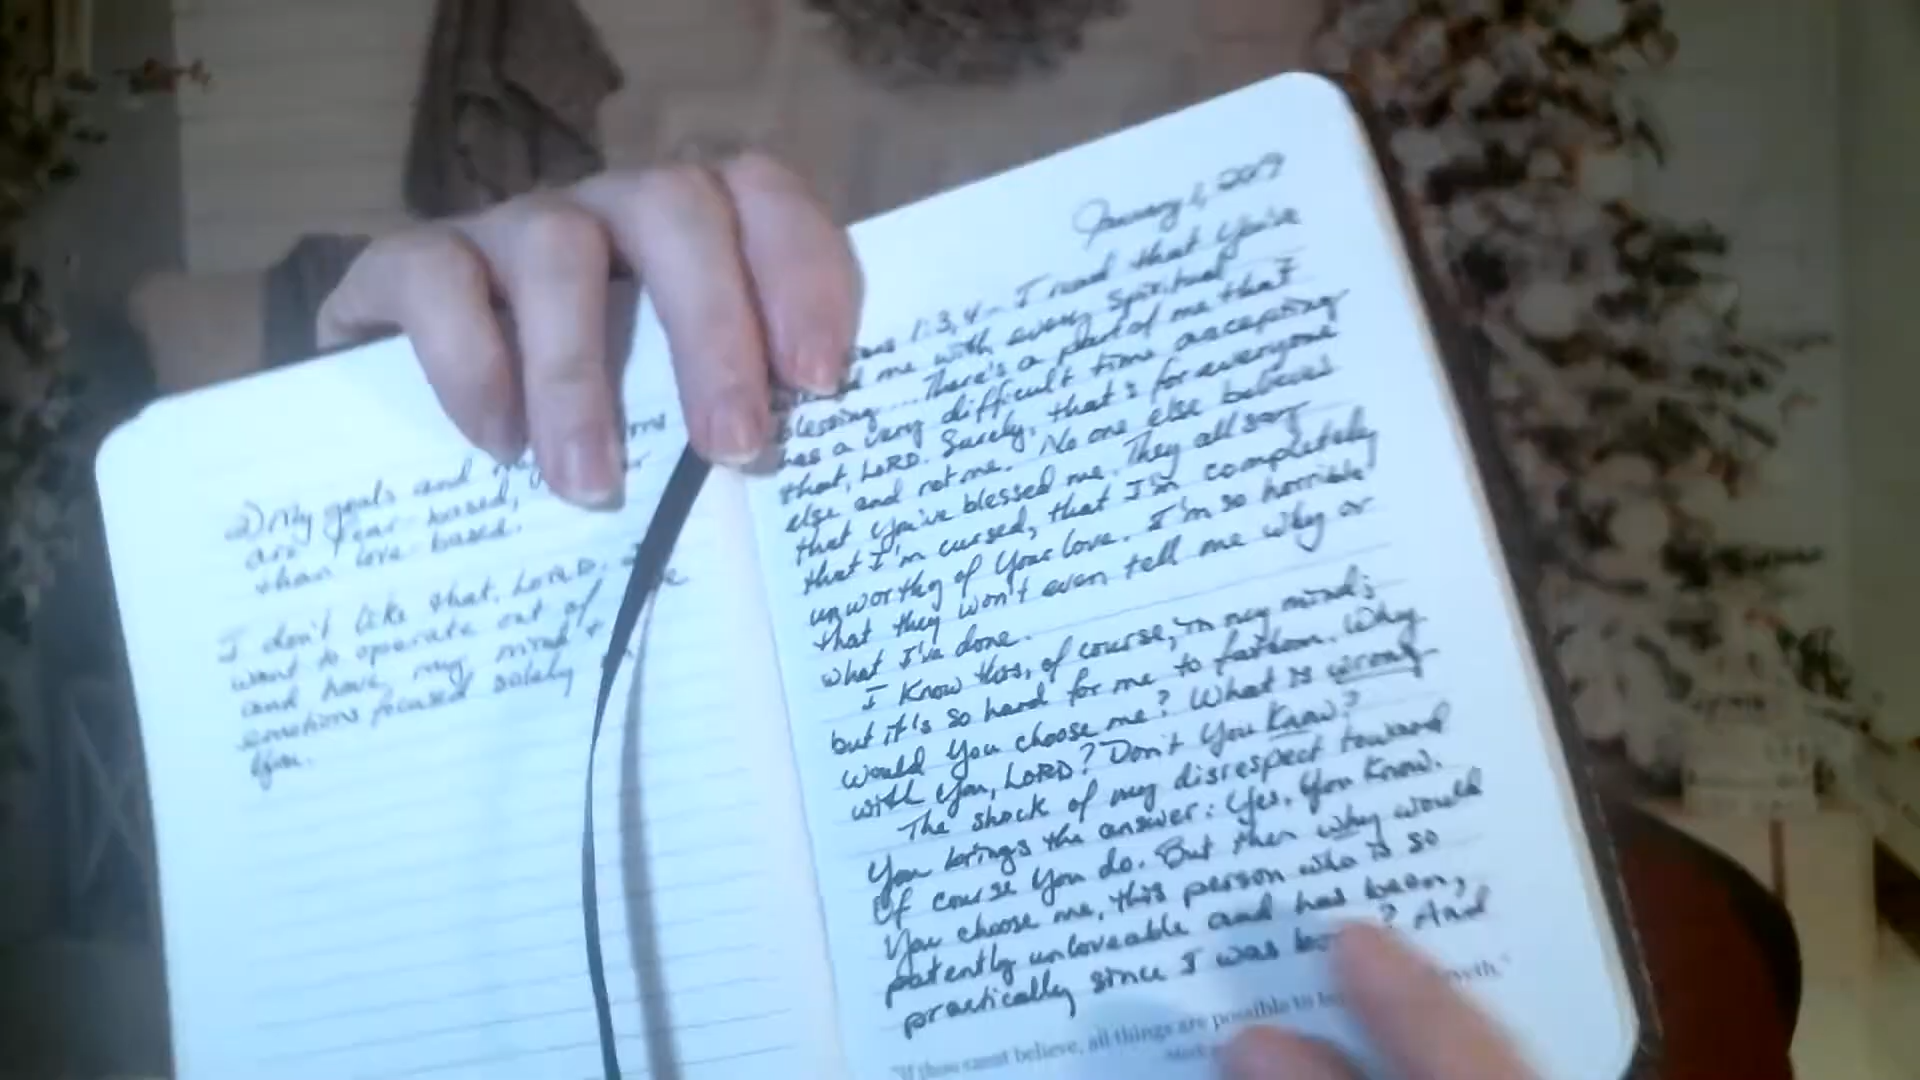 2) My goals and my
are fear-based,
than love-based.
I don't like that, LORD. I
want to operate out of
and have my mind +
emotions focused solely
You.
January 1, 2019
1:3,4 - I read that You've
me with every spiritual
blessing ... There's a part of me that
has a very difficult time accepting
that, LORD. Surely, that's for everyone
else and not me. No one else believes
that You've blessed me. They all say
that I'm cursed, that I'm completely
unworthy of Your love. I'm so horrible
that they won't even tell me why or
what I've done.
I know this, of course, in my mind;
but it's so hard for me to fathom. Why
would You choose me? What is wrong
with You, LORD? Don't You know?
The shock of my disrespect toward
You brings the answer: Yes, You know.
Of course You do. But then why would
You choose me, this person who is so
patently unloveable and has been,
practically since I was ? And
"If thou canst believe, all things are possible to
Mark